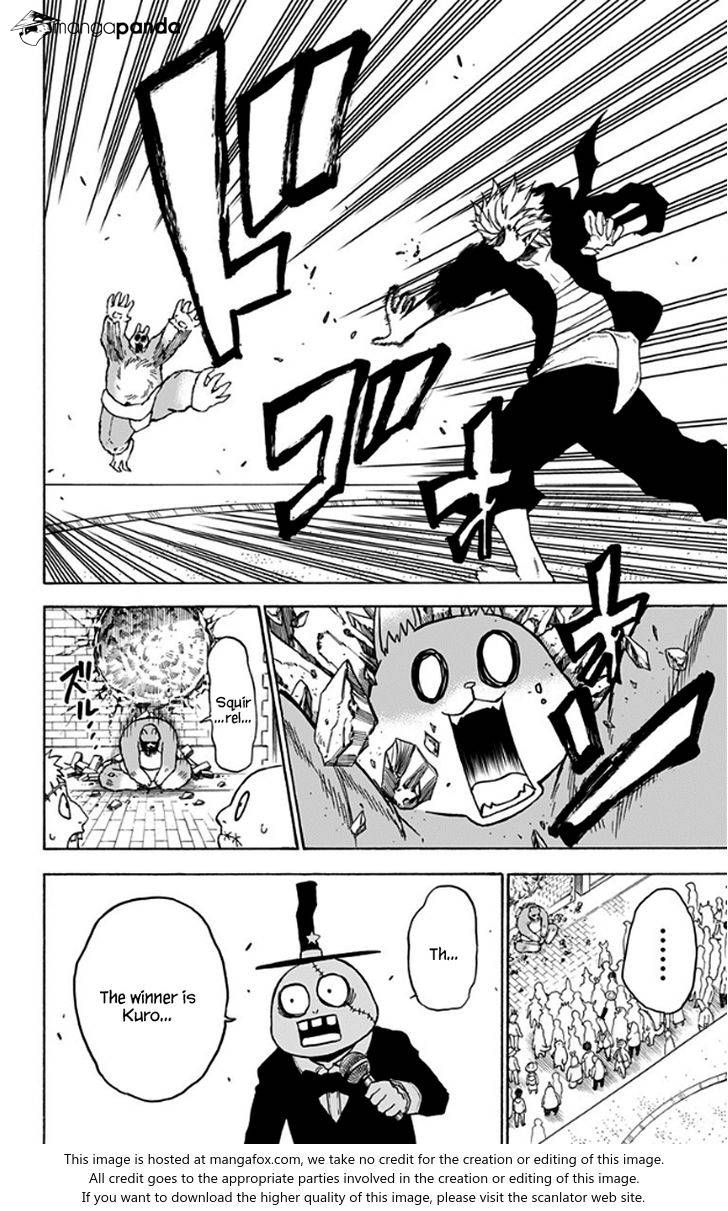 mangapanda
ドゴオ
オン
Squir
...rel...
ズル...
.....
Th...
The winner is
Kuro...
This image is hosted at mangafox.com, we take no credit for the creation or editing of this image.
All credit goes to the appropriate parties involved in the creation or editing of this image.
If you want to download the higher quality of this image, please visit the scanlator web site.